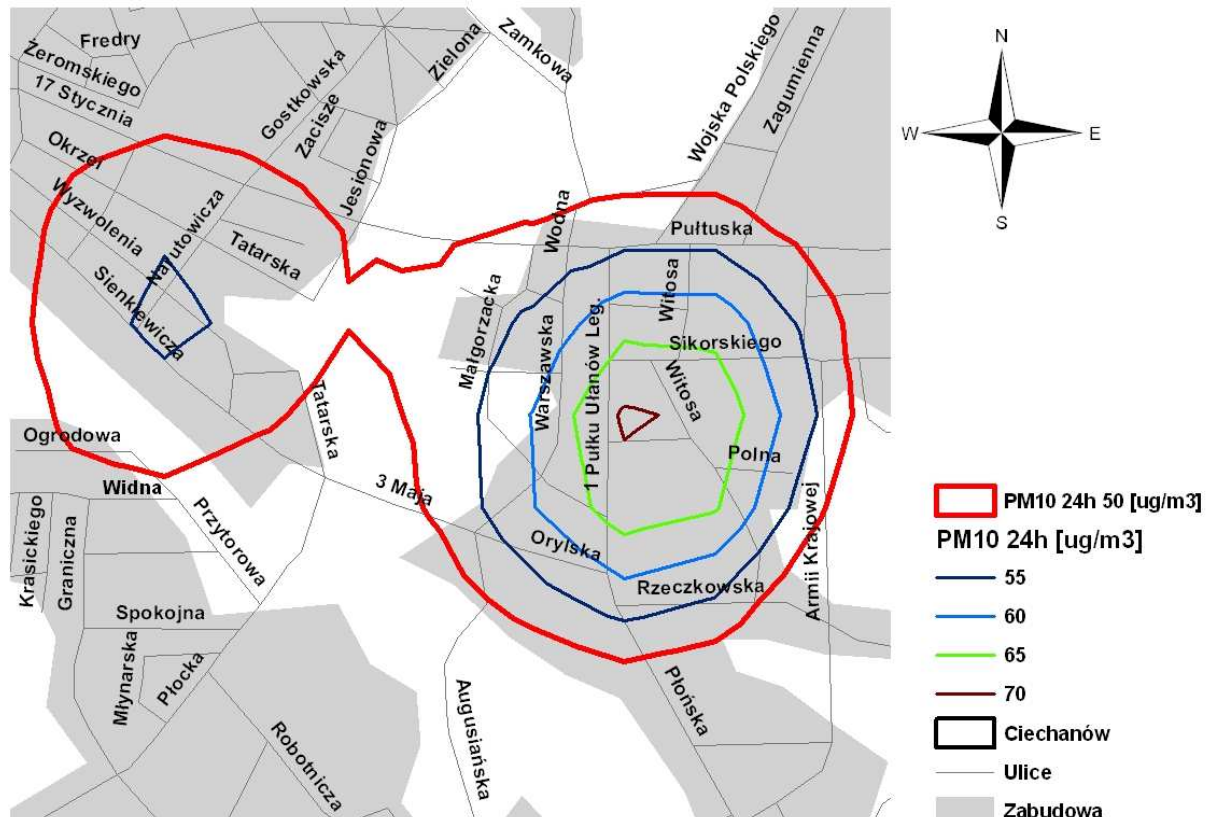 Fredry
Żeromskiego
17 Stycznia
Okrzei
Wyzwolenia
Sienkiewicza
Narutowicza
Gostkowska
Zacisze
Jesionowa
Tatarska
Zielona
Zamkowa
Wojska Polskiego
Zagumienna
Wodna
Pułtuska
Małgorzacka
Warszawska
1 Pułku Ułanów Leg.
Witosa
Sikorskiego
Witosa
Polna
Armii Krajowej
Tatarska
3 Maja
Orylska
Rzeczkowska
Ogrodowa
Widna
Przytorowa
Krasickiego
Graniczna
Spokojna
Młynarska
Płocka
Robotnicza
Augusiańska
Płońska
N
W
E
S
PM10 24h 50 [ug/m3]
PM10 24h [ug/m3]
55
60
65
70
Ciechanów
Ulice
Zabudowa